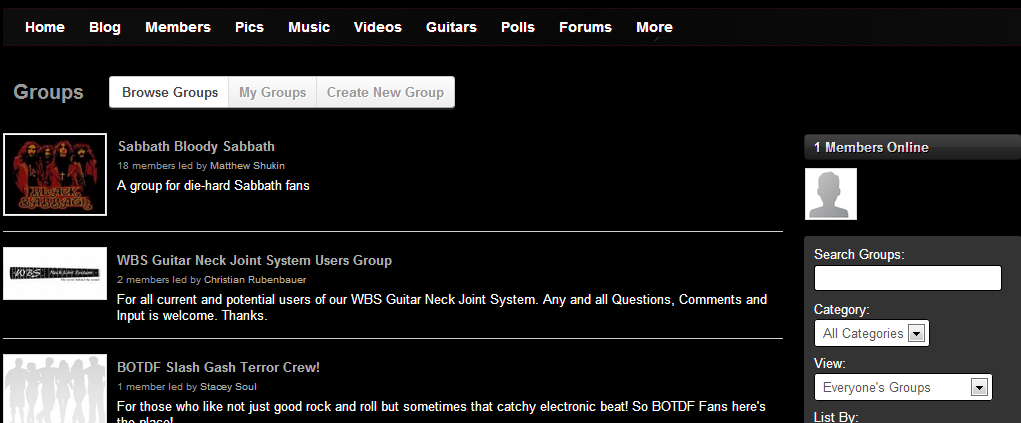 Home Blog Members Pics Music Videos Guitars Polls Forums More
Groups
Browse Groups My Groups Create New Group
Sabbath Bloody Sabbath
18 members led by Matthew Shukin
A group for die-hard Sabbath fans
BLACK
SABBATH
WBS Guitar Neck Joint System Users Group
2 members led by Christian Rubenbauer
For all current and potential users of our WBS Guitar Neck Joint System. Any and all Questions, Comments and
Input is welcome. Thanks.
WBS Neck Joint System
BOTDF Slash Gash Terror Crew!
1 member led by Stacey Soul
For those who like not just good rock and roll but sometimes that catchy electronic beat! So BOTDF Fans here's
the place!
1 Members Online
Search Groups:
Category:
All Categories
View:
Everyone's Groups
List By: